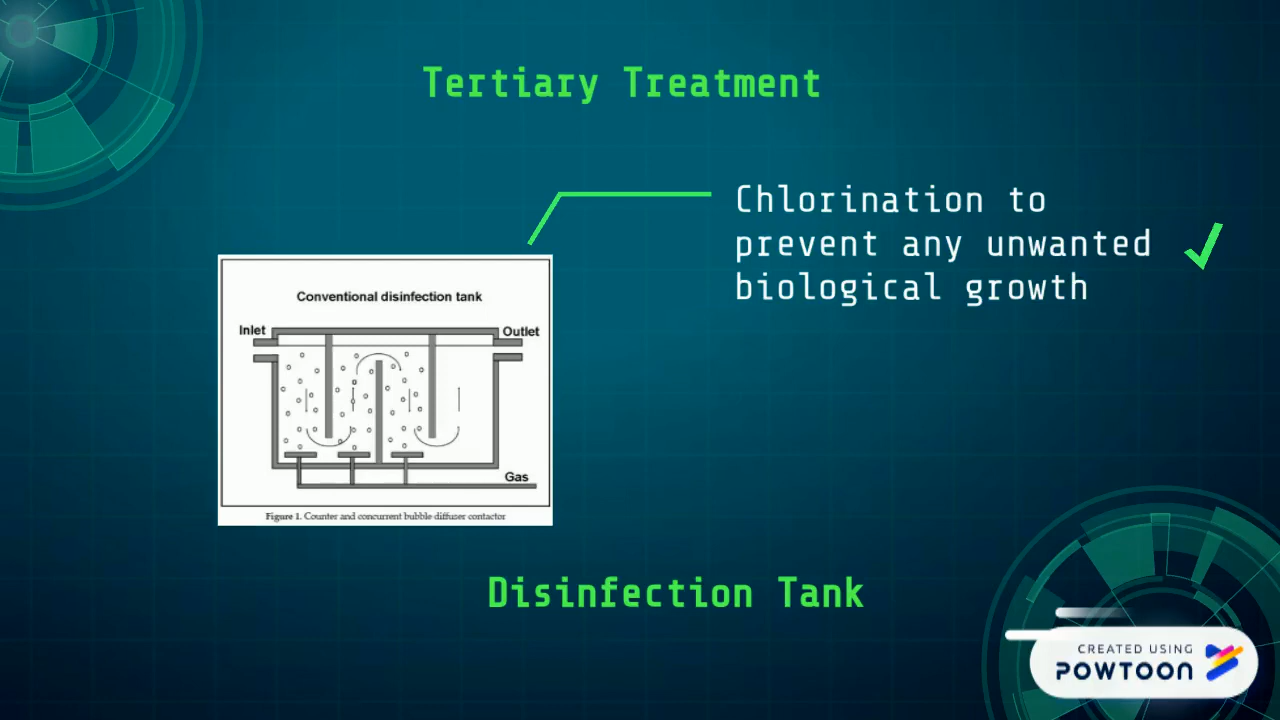 Tertiary Treatment
Chlorination to
prevent any unwanted
biological growth
Conventional disinfection tank
Inlet
Outlet
Gas
Figure 1. Counter and concurrent bubble diffuser contactor
Disinfection Tank
CREATED USING
POWTOON